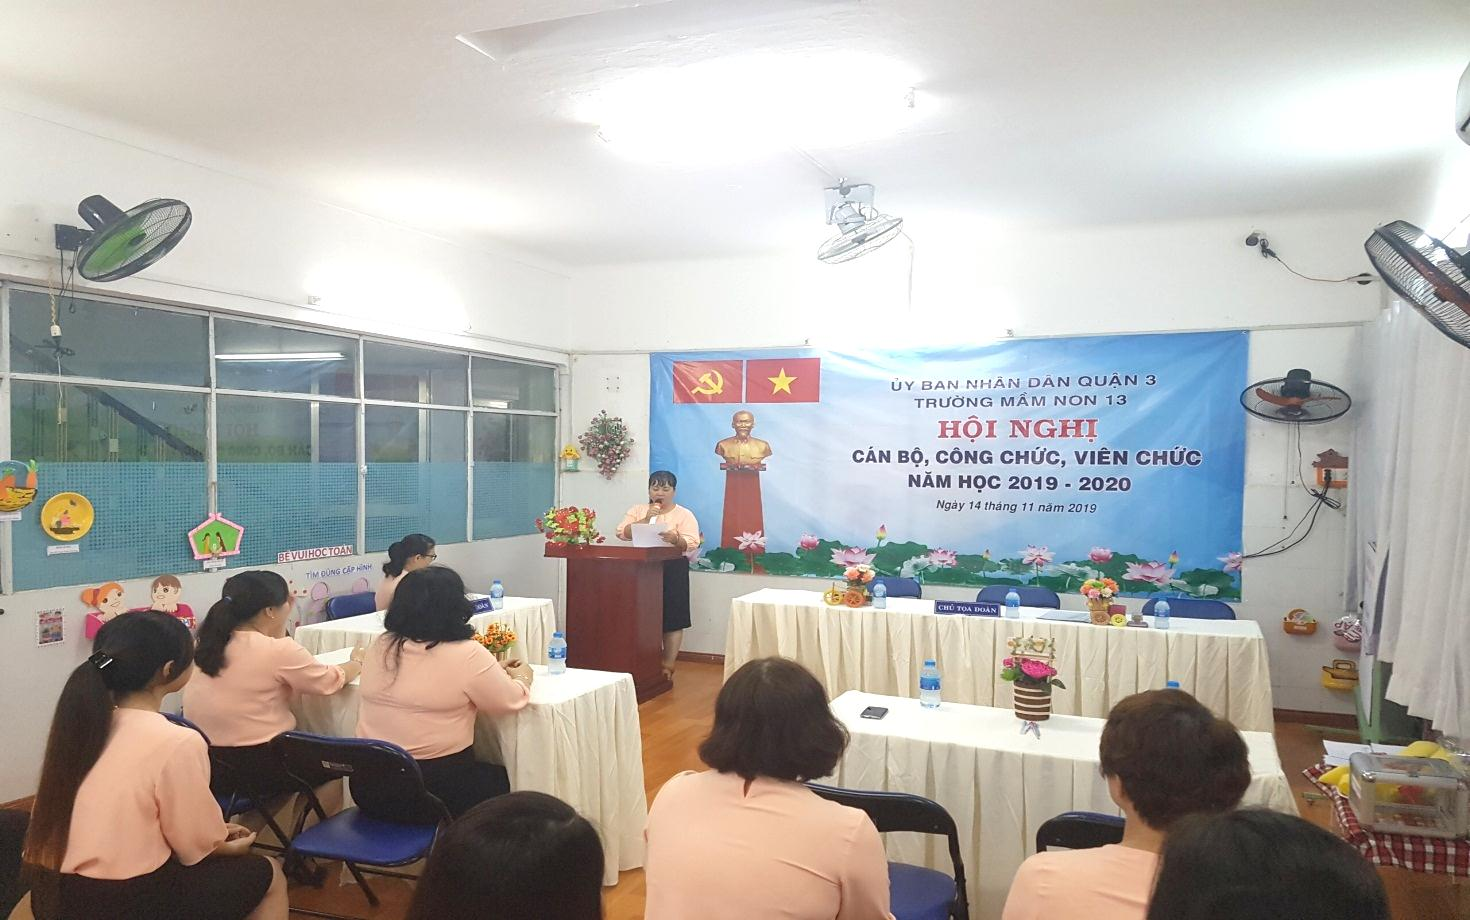 ỦY BAN NHÂN DÂN QUẬN 3
TRƯỜNG MẦM NON 13
HỘI NGHỊ
CÁN BỘ, CÔNG CHỨC, VIÊN CHỨC
NĂM HỌC 2019 - 2020
Ngày 14 tháng 11 năm 2019
CHỦ TỌA ĐOÀN
BÉ VUI HỌC TOÁN
TÌM ĐÚNG CẶP HÌNH